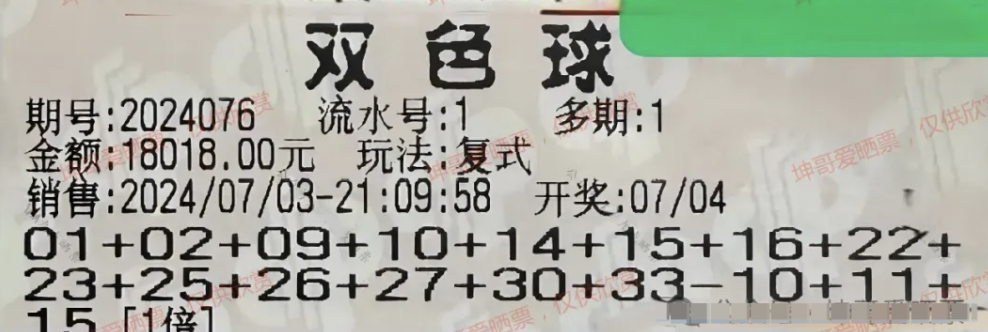 双色球
期号:2024076 流水号:1 多期:1
金额:18018.00元 玩法:复式
销售:2024/07/03-21:09:58 开奖:07/04
01+02+09+10+14+15+16+22+
23+25+26+27+30+33-10+11+
15 [1倍]
坤哥爱晒票,仅供欣赏